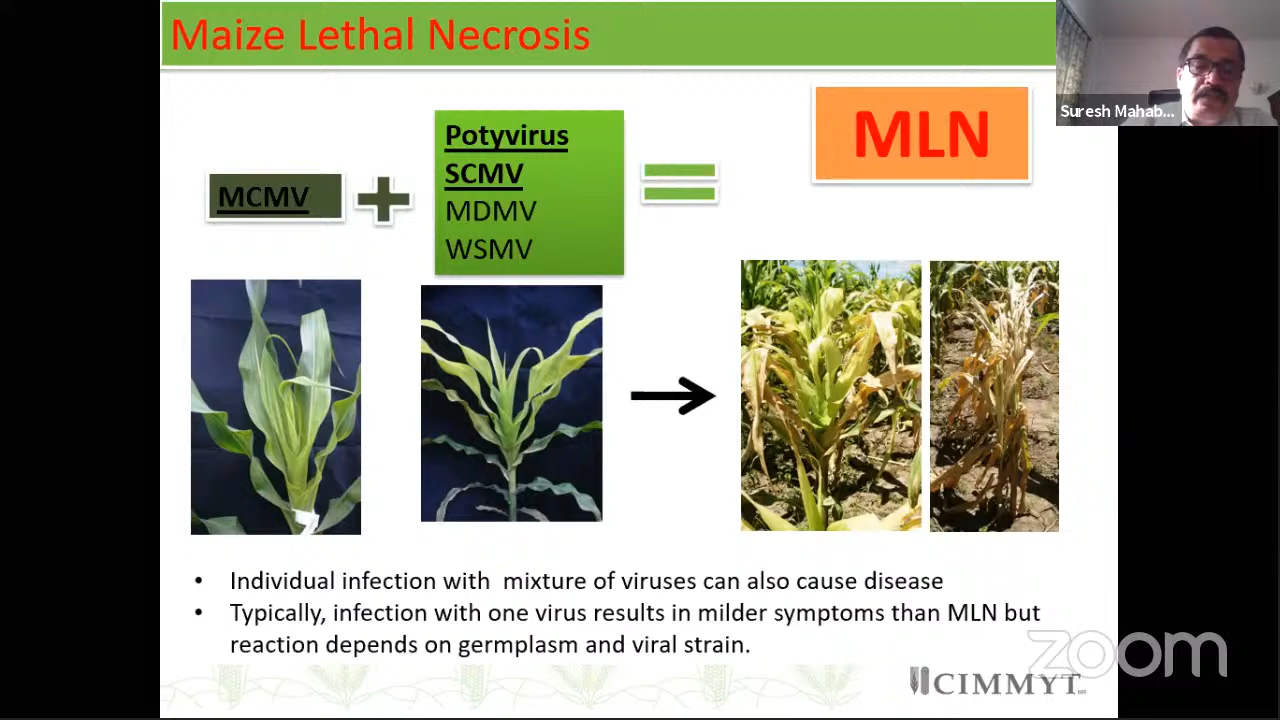 Maize Lethal Necrosis
Suresh Mahab...
MCMV
Potyvirus
SCMV
MDMV
WSMV
MLN
• Individual infection with mixture of viruses can also cause disease
• Typically, infection with one virus results in milder symptoms than MLN but
reaction depends on germplasm and viral strain.
zoom
CIMMYT